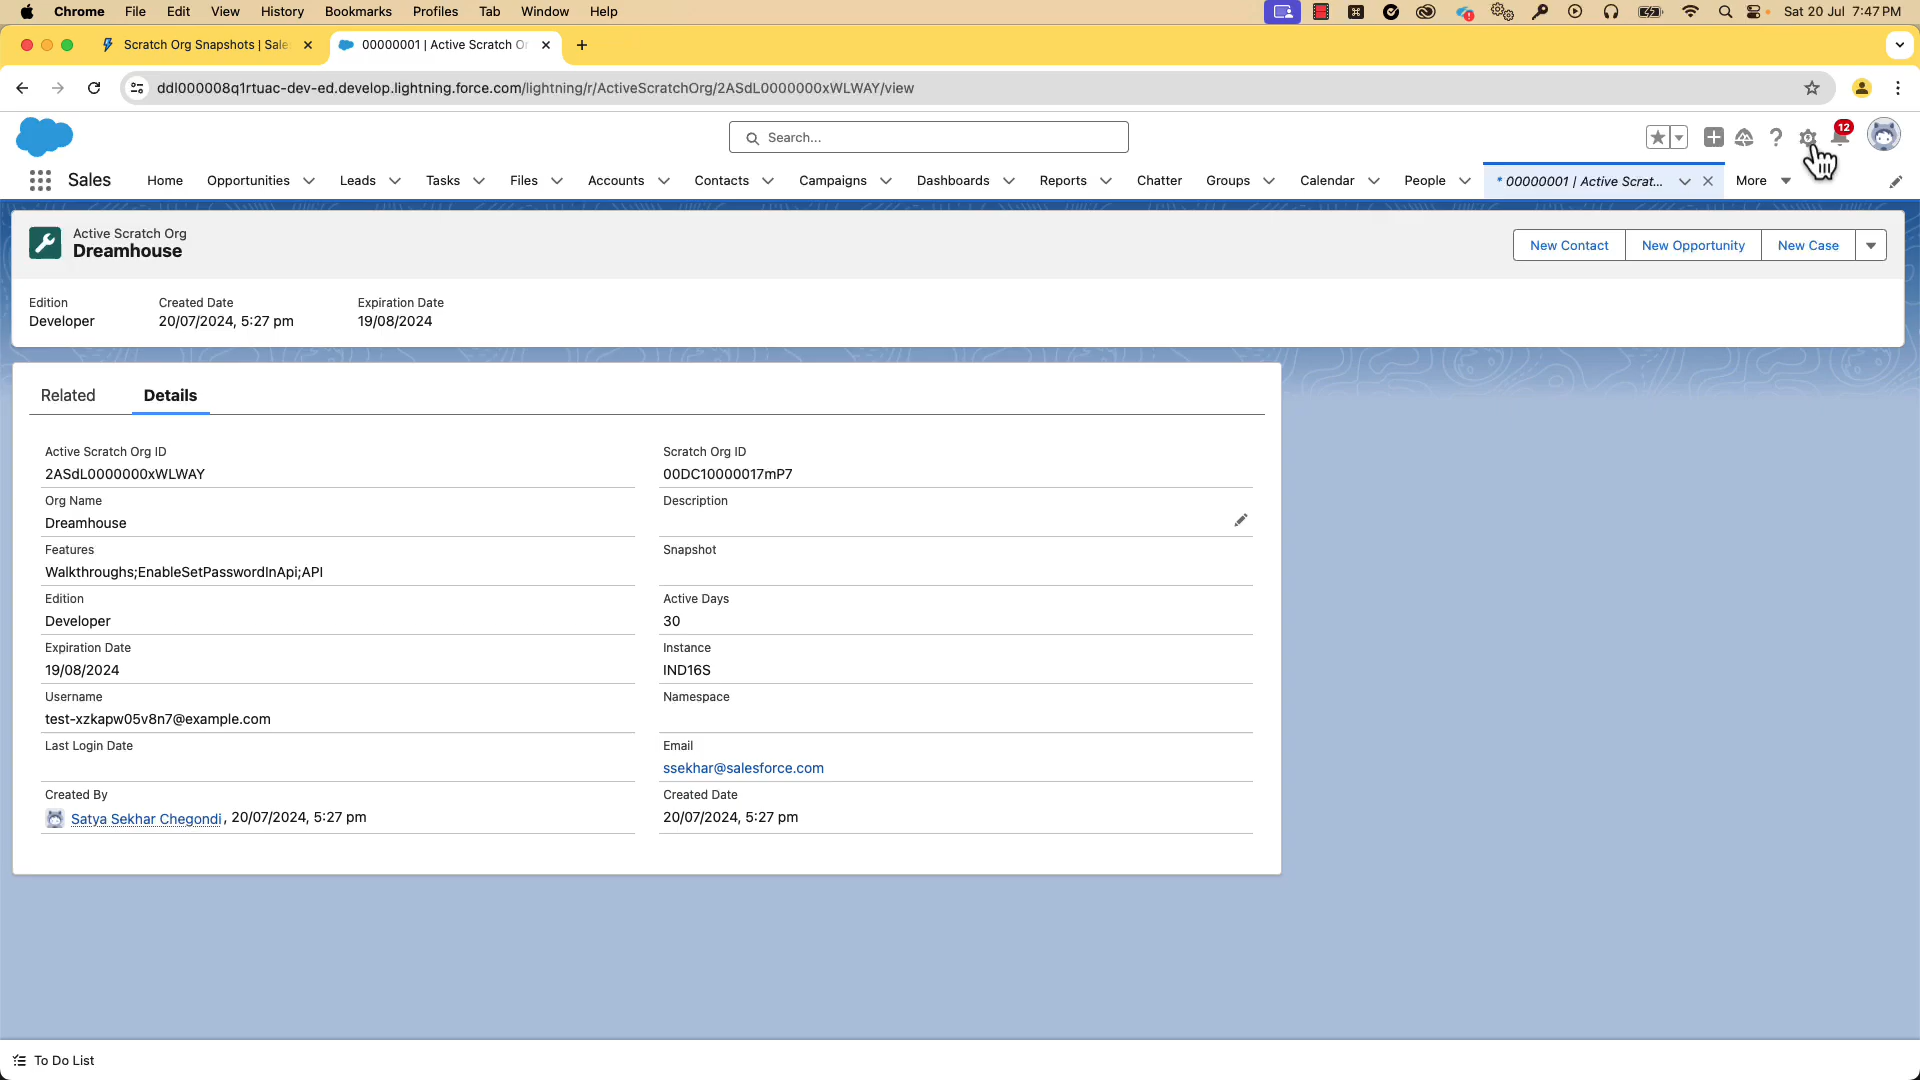 Chrome File Edit View History Bookmarks Profiles Tab Window Help Sat 20 Jul 7:47 PM
Scratch Org Snapshots | Sale
00000001 | Active Scratch Or
ddl000008q1rtuac-dev-ed.develop.lightning.force.com/lightning/r/ActiveScratchOrg/2ASdL0000000xWLWAY/view
Search...
12
Sales Home Opportunities Leads Tasks Files Accounts Contacts Campaigns Dashboards Reports Chatter Groups Calendar People * 00000001 | Active Scrat... More
Active Scratch Org
Dreamhouse
New Contact New Opportunity New Case
Edition Created Date Expiration Date
Developer 20/07/2024, 5:27 pm 19/08/2024
Related Details
Active Scratch Org ID
2ASdL0000000xWLWAY
Scratch Org ID
00DC10000017mP7
Org Name
Dreamhouse
Description
Features
Walkthroughs;EnableSetPasswordInApi;API
Snapshot
Edition
Developer
Active Days
30
Expiration Date
19/08/2024
Instance
IND16S
Username
test-xzkapw05v8n7@example.com
Namespace
Last Login Date
Email
ssekhar@salesforce.com
Created By
Satya Sekhar Chegondi, 20/07/2024, 5:27 pm
Created Date
20/07/2024, 5:27 pm
To Do List